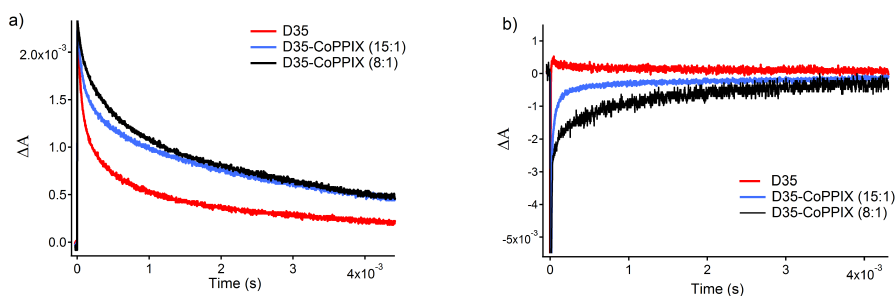 a)
2.0x10⁻³
1.5
1.0
0.5
0.0
ΔA
0
1
2
3
4x10⁻³
Time (s)
D35
D35-CoPPIX (15:1)
D35-CoPPIX (8:1)
b)
1
0
-1
-2
-3
-4
-5x10⁻³
ΔA
0
1
2
3
4x10⁻³
Time (s)
D35
D35-CoPPIX (15:1)
D35-CoPPIX (8:1)